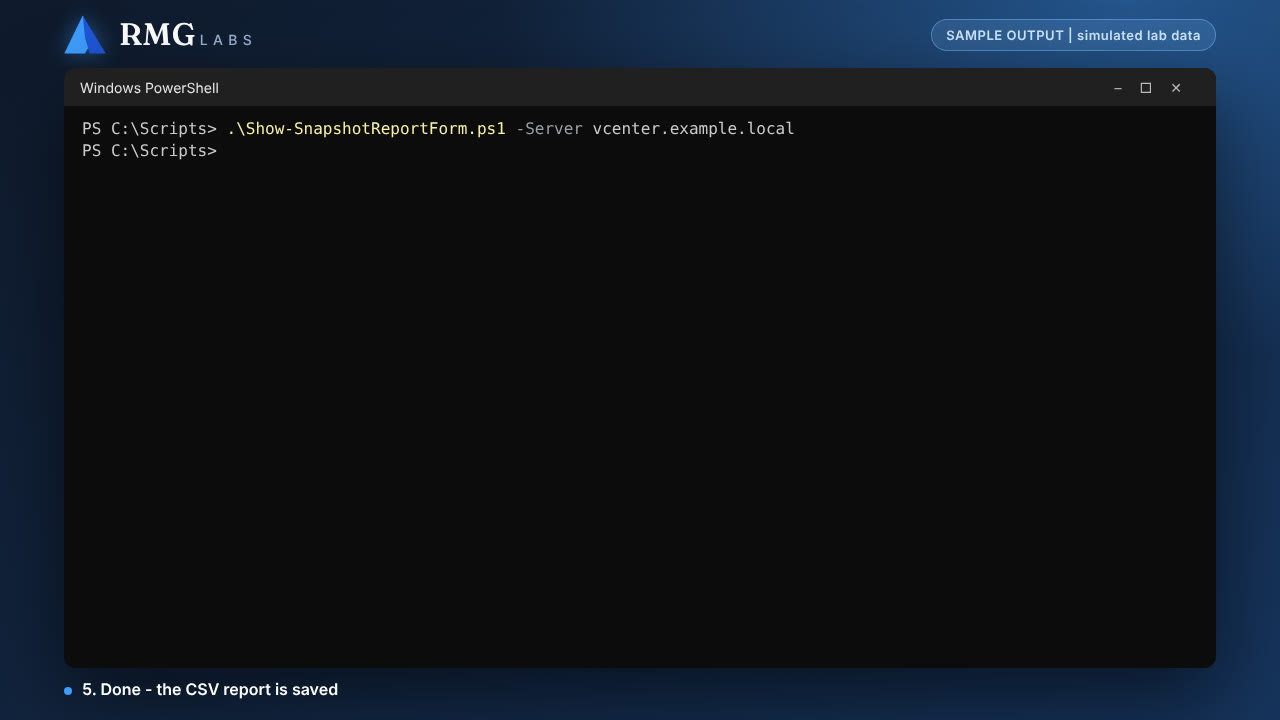 RMG LABS
SAMPLE OUTPUT | simulated lab data
Windows PowerShell
PS C:\Scripts> .\Show-SnapshotReportForm.ps1 -Server vcenter.example.local
PS C:\Scripts>
5. Done - the CSV report is saved